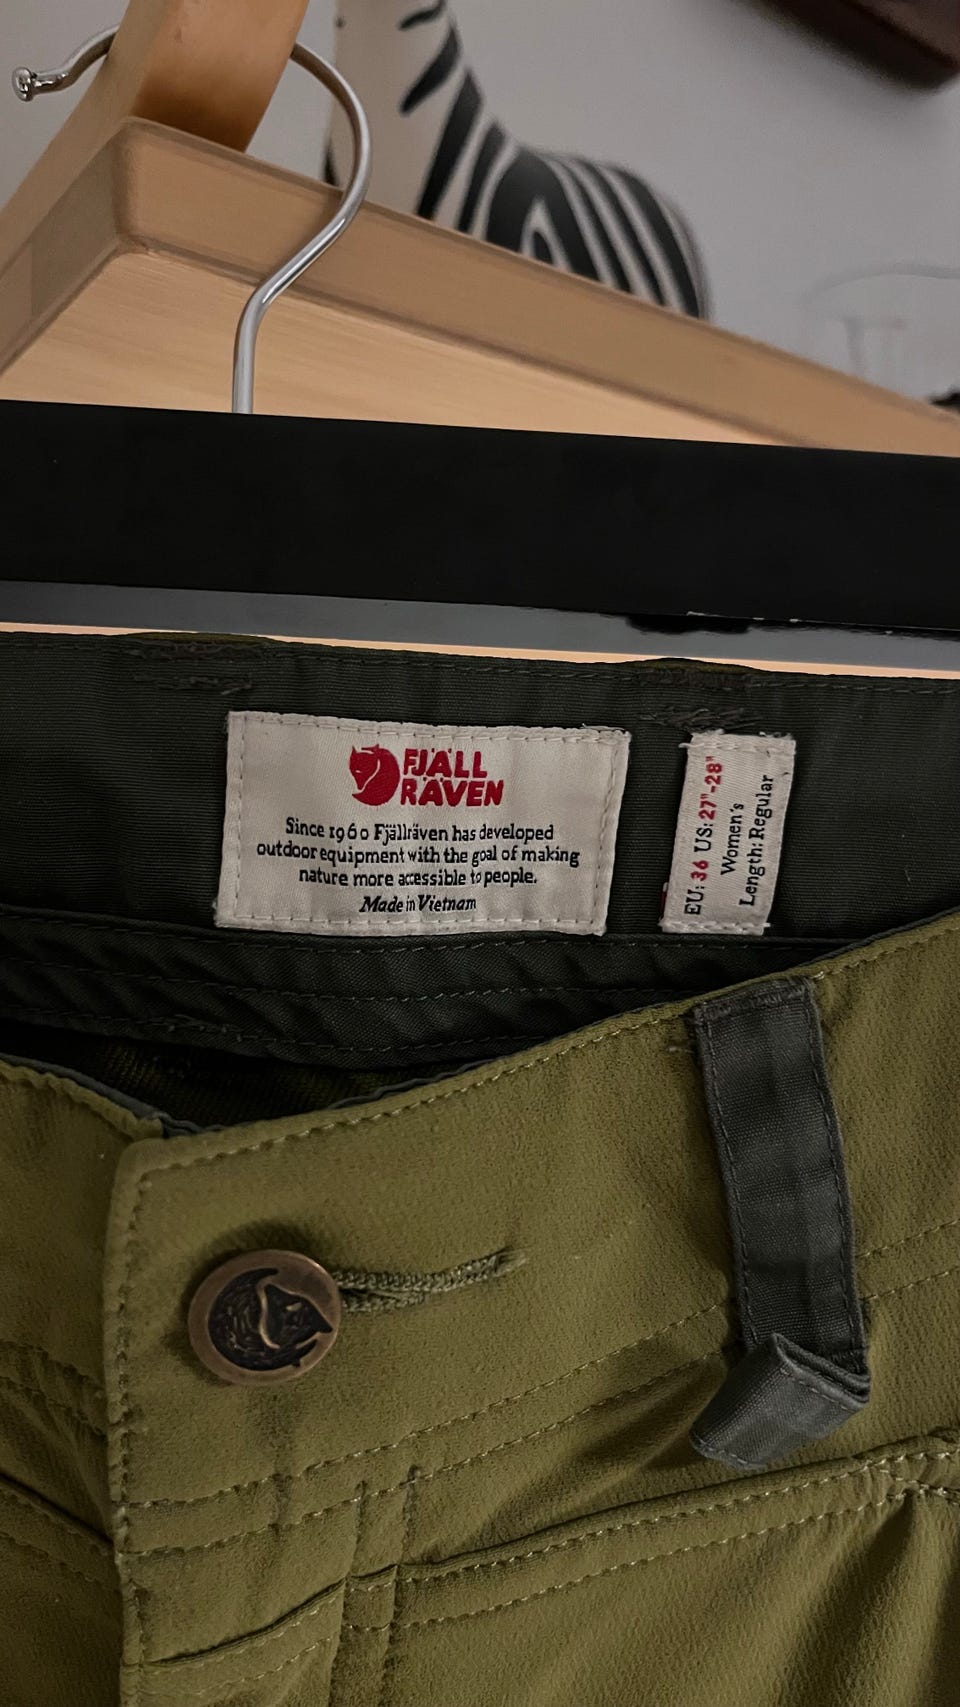 FJÄLL
RÄVEN
Since 1960 Fjällräven has developed
outdoor equipment with the goal of making
nature more accessible to people.
Made in Vietnam
EU: 36 US: 27"-28"
Women's
Length: Regular